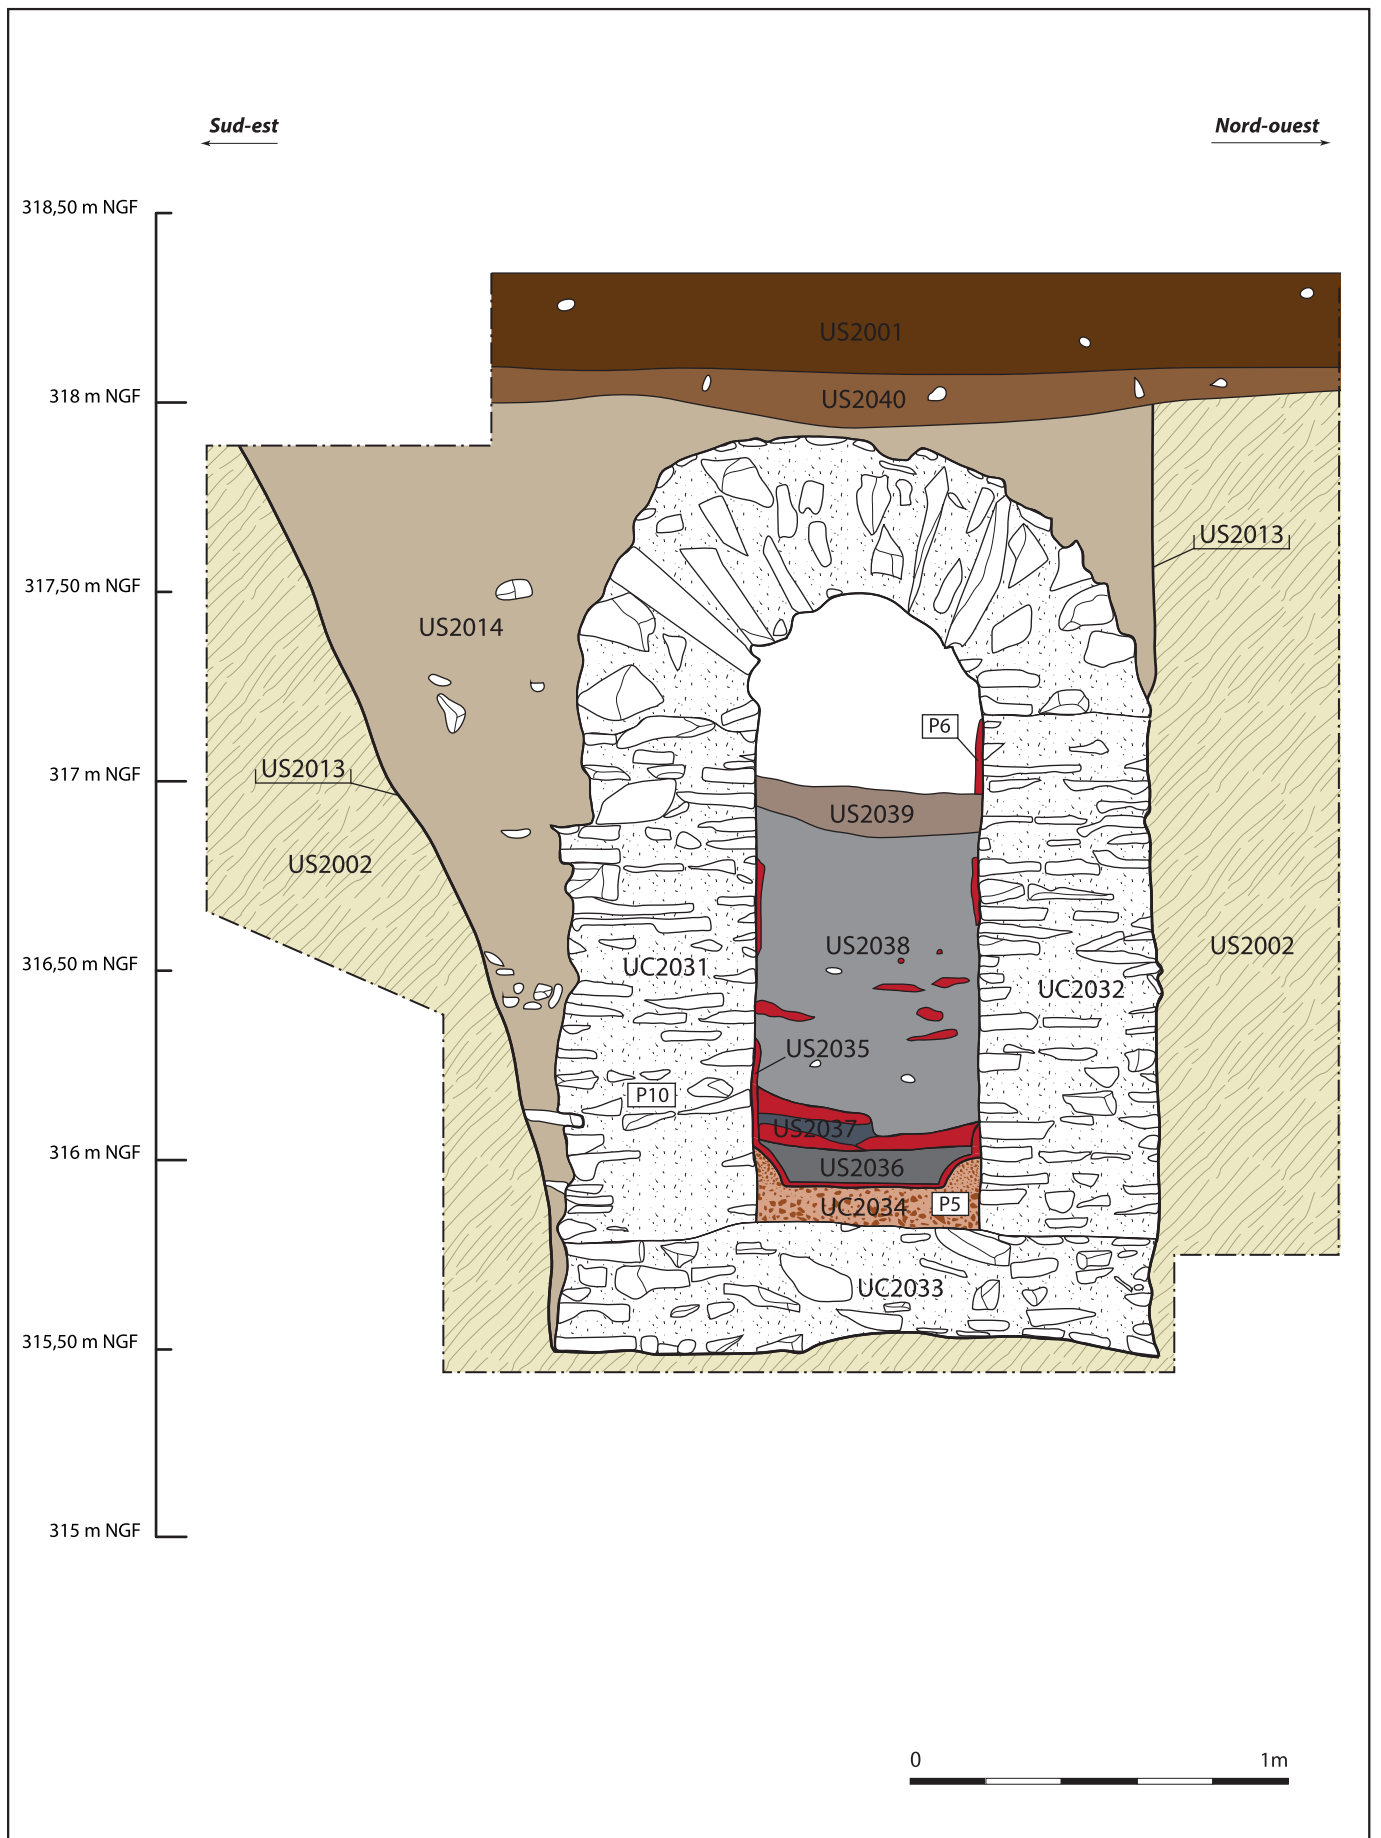 Sud-est
Nord-ouest
318,50 m NGF
US2001
318 m NGF
US2040
US2013
317,50 m NGF
US2014
P6
317 m NGF
US2013
US2039
US2002
US2038
US2002
316,50 m NGF
UC2031
UC2032
US2035
P10
US2037
316 m NGF
US2036
UC2034
P5
UC2033
315,50 m NGF
315 m NGF
0
1m